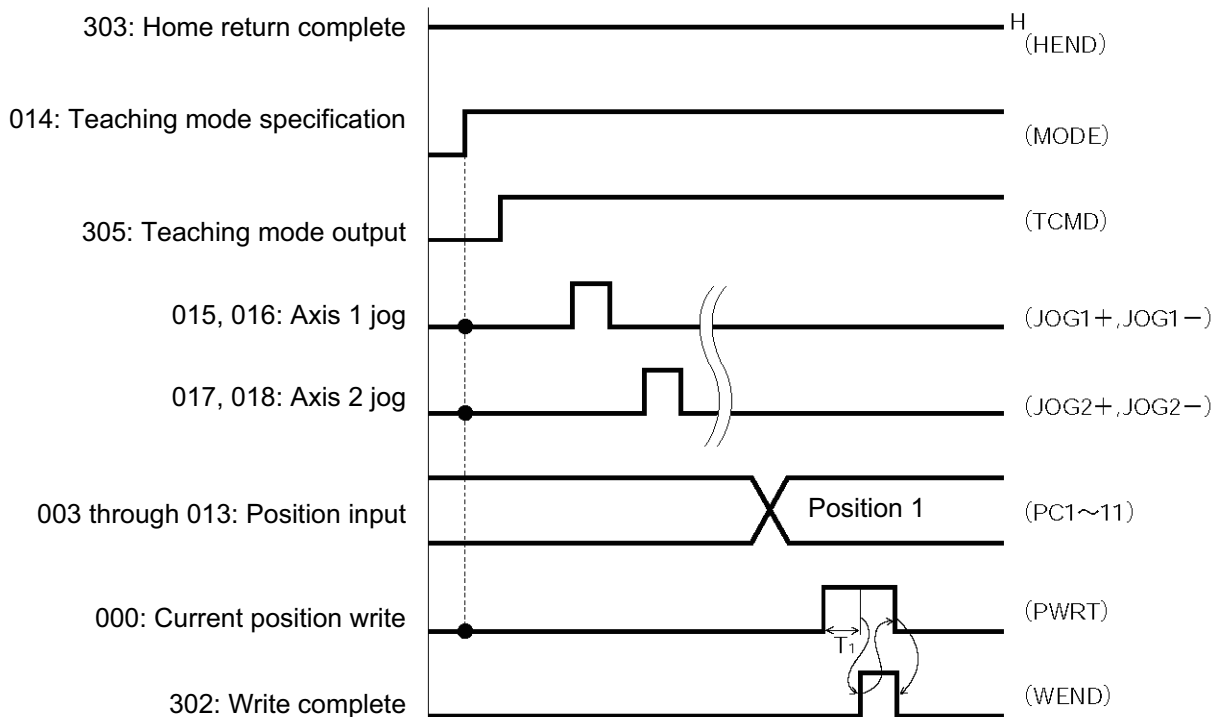 303: Home return complete
H
(HEND)
014: Teaching mode specification
(MODE)
305: Teaching mode output
(TCMD)
015, 016: Axis 1 jog
(JOG1+,JOG1−)
017, 018: Axis 2 jog
(JOG2+,JOG2−)
003 through 013: Position input
Position 1
(PC1~11)
000: Current position write
T1
(PWRT)
302: Write complete
(WEND)